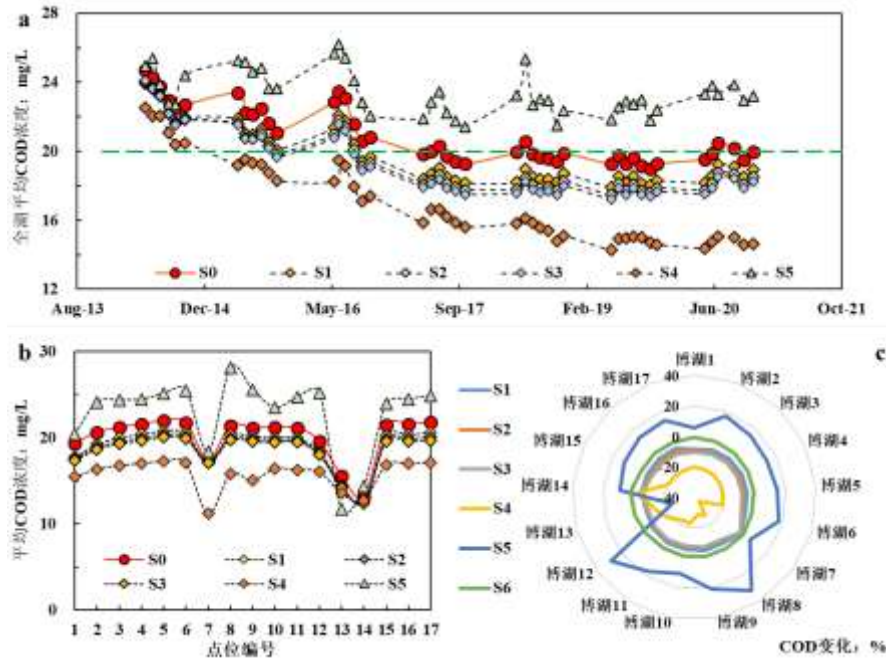 a
全湖平均COD浓度：mg/L
28
24
20
16
12
S0 S1 S2 S3 S4 S5
Aug-13 Dec-14 May-16 Sep-17 Feb-19 Jun-20 Oct-21
b
平均COD浓度：mg/L
30
20
10
0
S0 S1 S2
S3 S4 S5
1 2 3 4 5 6 7 8 9 10 11 12 13 14 15 16 17
点位编号
S1
S2
S3
S4
S5
S6
c
博湖1
博湖2
博湖3
博湖4
博湖5
博湖6
博湖7
博湖8
博湖9
博湖10
博湖11
博湖12
博湖13
博湖14
博湖15
博湖16
博湖17
40
20
0
20
40
COD变化：%